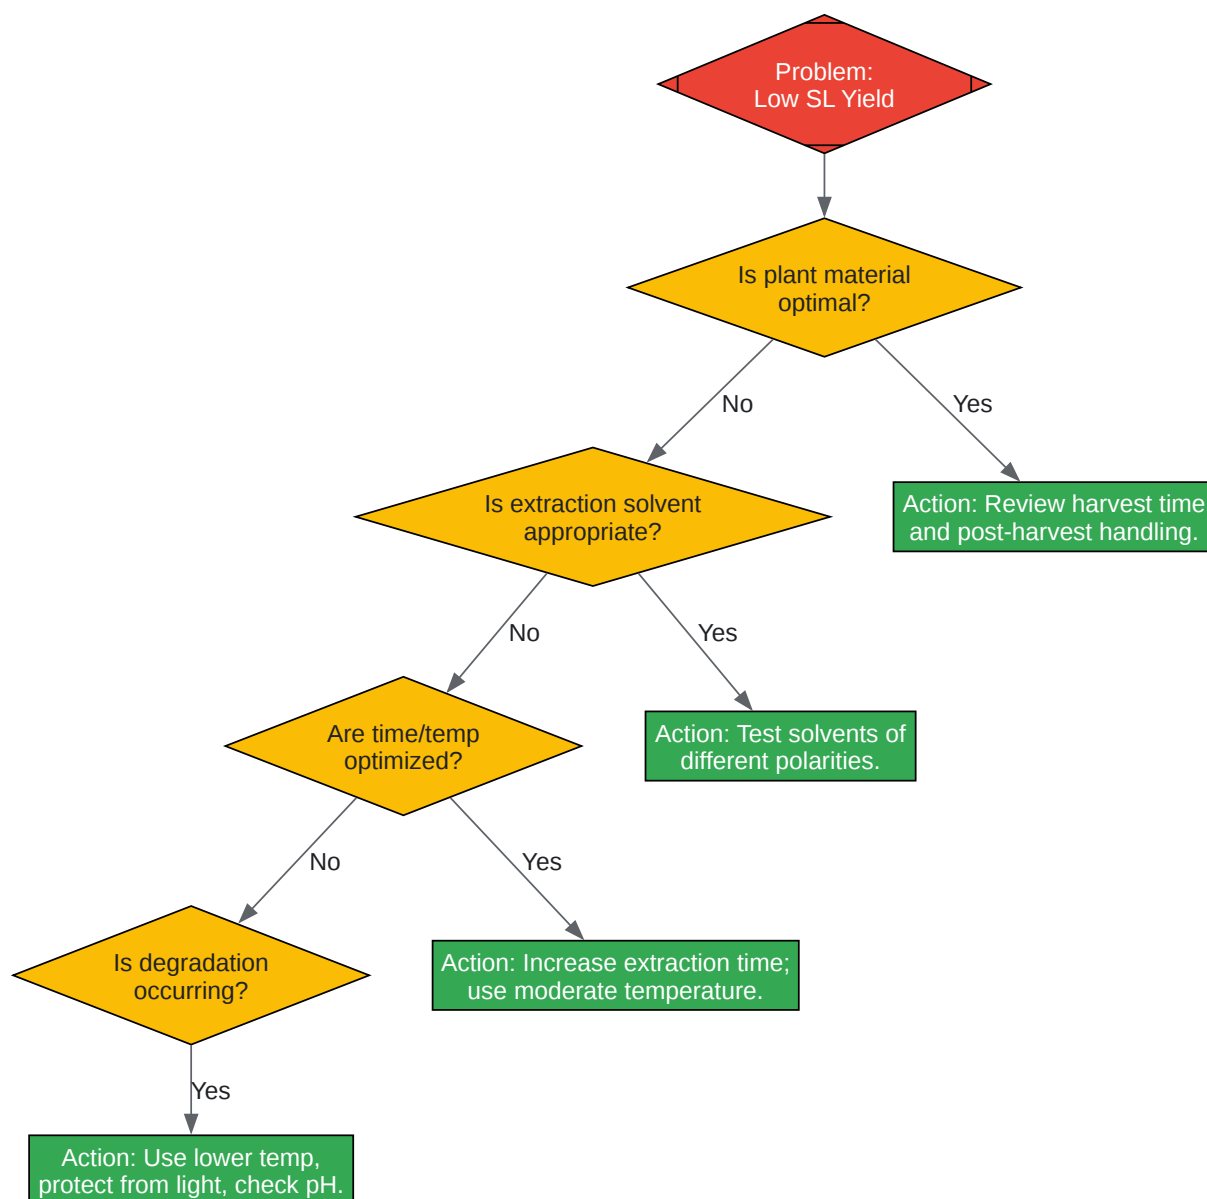 Problem:
Low SL Yield
Is plant material
optimal?
No
Yes
Is extraction solvent
appropriate?
Action: Review harvest time
and post-harvest handling.
No
Yes
Are time/temp
optimized?
Action: Test solvents of
different polarities.
No
Yes
Is degradation
occurring?
Action: Increase extraction time;
use moderate temperature.
Yes
Action: Use lower temp,
protect from light, check pH.